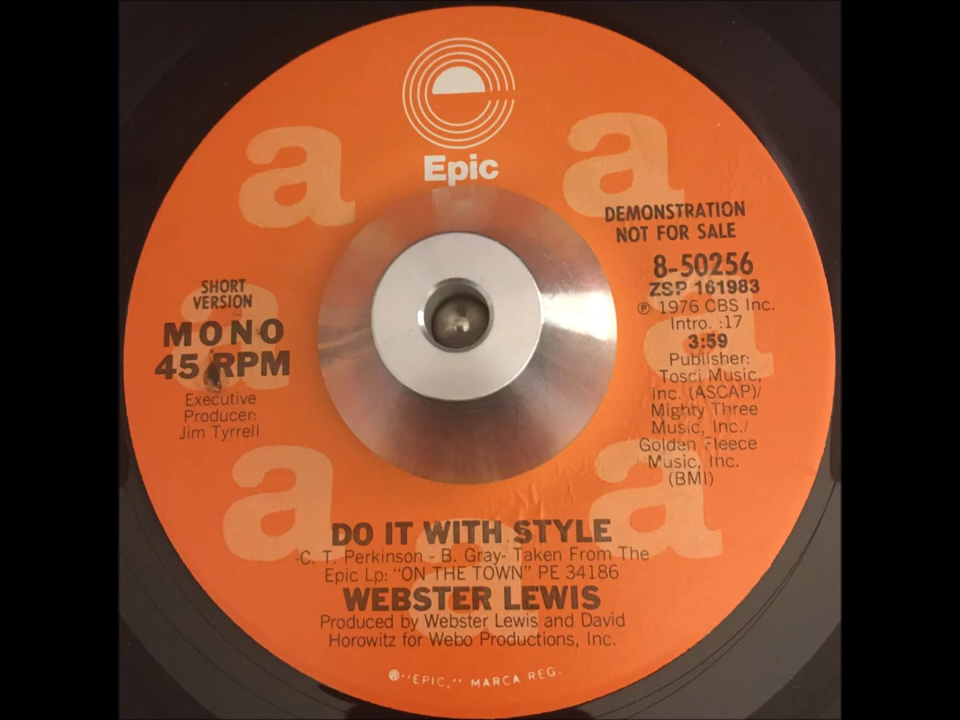 Epic
DEMONSTRATION
NOT FOR SALE
8-50256
ZSP 161983
℗ 1976 CBS Inc.
Intro. :17
3:59
Publisher:
Tosci Music,
Inc. (ASCAP)/
Mighty Three
Music, Inc./
Golden Fleece
Music, Inc.
(BMI)
SHORT
VERSION
MONO
45 RPM
Executive
Producer:
Jim Tyrrell
a
a
a
a
a
a
a
DO IT WITH STYLE
-C. T. Perkinson - B. Gray- Taken From The
Epic Lp: "ON THE TOWN" PE 34186
WEBSTER LEWIS
Produced by Webster Lewis and David
Horowitz for Webo Productions, Inc.
®"EPIC," MARCA REG.